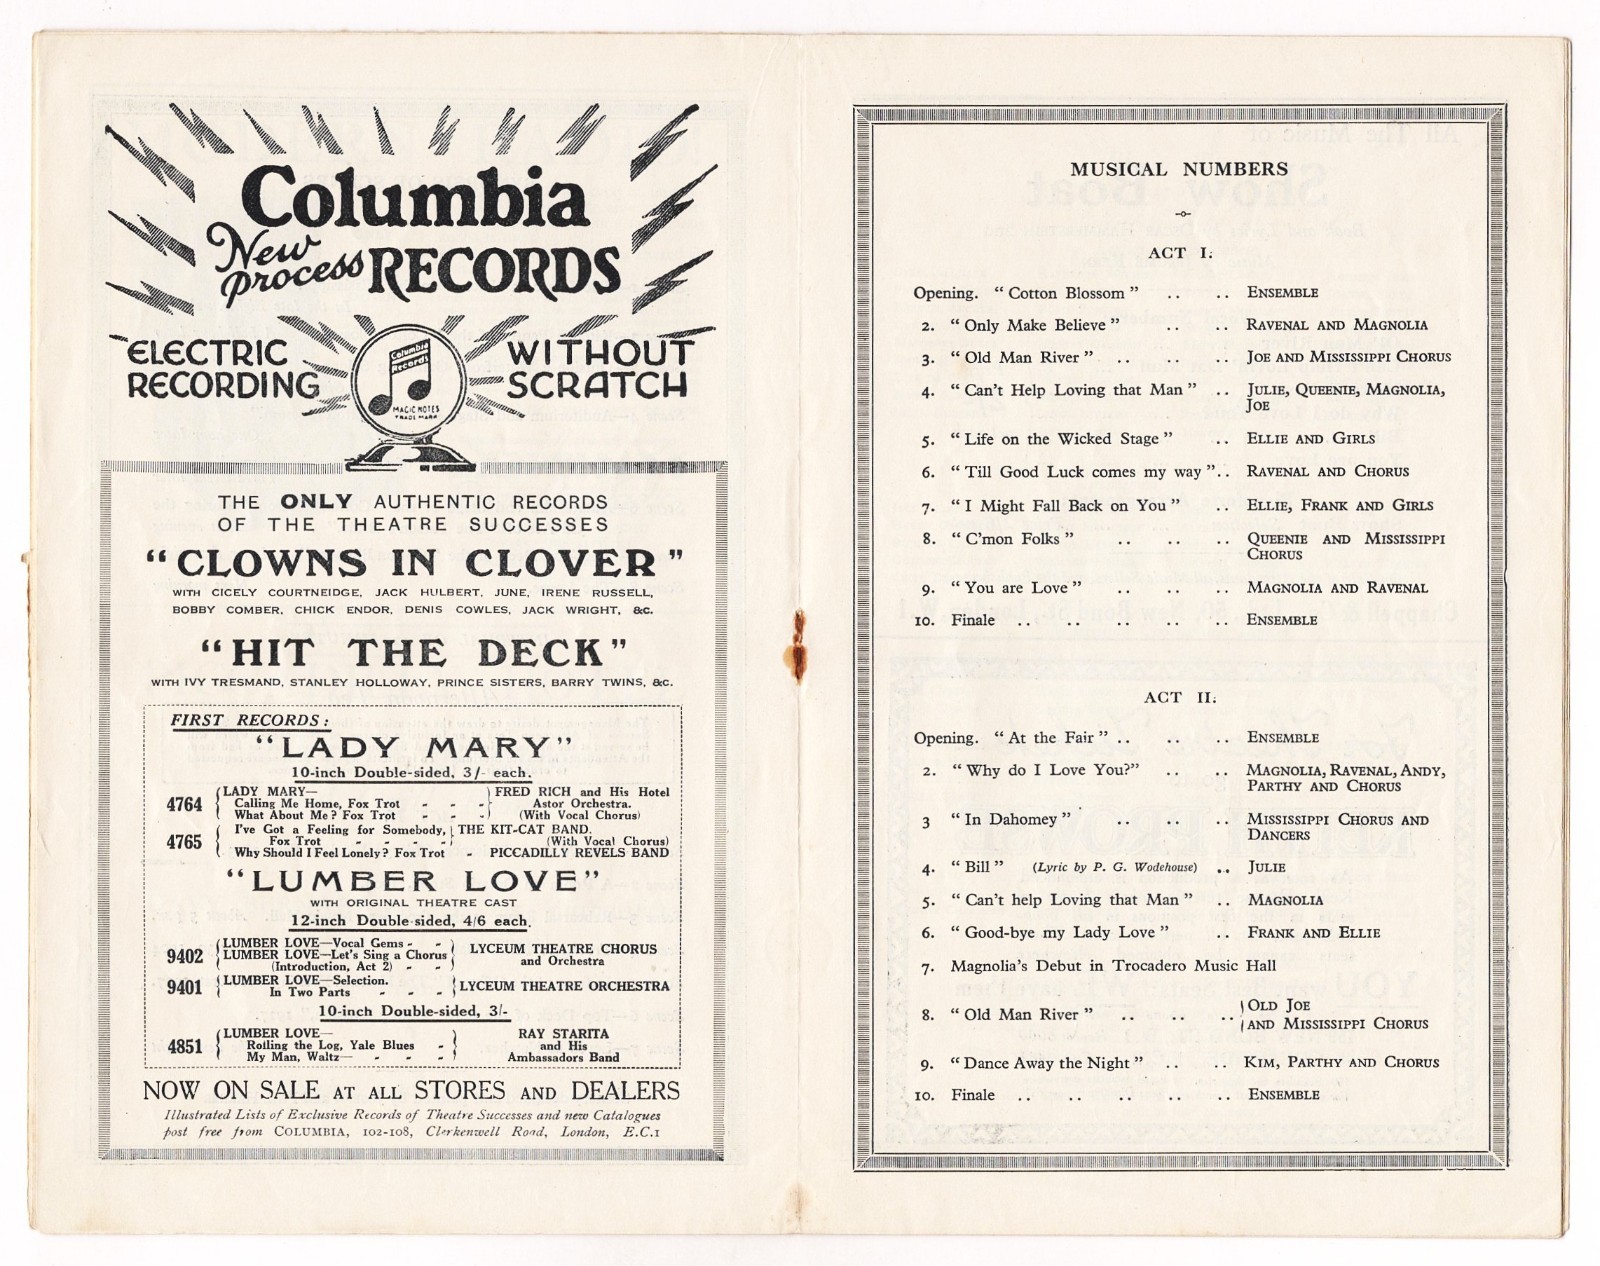 Columbia
New process RECORDS
ELECTRIC RECORDING
WITHOUT SCRATCH
Columbia Records
MAGIC NOTES
TRADE MARK
THE ONLY AUTHENTIC RECORDS
OF THE THEATRE SUCCESSES
"CLOWNS IN CLOVER"
WITH CICELY COURTNEIDGE, JACK HULBERT, JUNE, IRENE RUSSELL,
BOBBY COMBER, CHICK ENDOR, DENIS COWLES, JACK WRIGHT, &c.
"HIT THE DECK"
WITH IVY TRESMAND, STANLEY HOLLOWAY, PRINCE SISTERS, BARRY TWINS, &c.
FIRST RECORDS:
"LADY MARY"
10-inch Double-sided, 3/- each.
4764 LADY MARY— FRED RICH and His Hotel
Calling Me Home, Fox Trot - - - Astor Orchestra.
What About Me? Fox Trot - - (With Vocal Chorus)
4765 I've Got a Feeling for Somebody, THE KIT-CAT BAND.
Fox Trot - - - - (With Vocal Chorus)
Why Should I Feel Lonely? Fox Trot - PICCADILLY REVELS BAND
"LUMBER LOVE"
WITH ORIGINAL THEATRE CAST
12-inch Double-sided, 4/6 each.
9402 LUMBER LOVE—Vocal Gems - - LYCEUM THEATRE CHORUS
LUMBER LOVE—Let's Sing a Chorus and Orchestra
(Introduction, Act 2) - -
9401 LUMBER LOVE—Selection. LYCEUM THEATRE ORCHESTRA
In Two Parts - - -
10-inch Double-sided, 3/-
4851 LUMBER LOVE— RAY STARITA
Rolling the Log, Yale Blues - and His
My Man, Waltz— - - - Ambassadors Band
NOW ON SALE AT ALL STORES AND DEALERS
Illustrated Lists of Exclusive Records of Theatre Successes and new Catalogues
post free from COLUMBIA, 102-108, Clerkenwell Road, London, E.C.1
MUSICAL NUMBERS
ACT I.
Opening. "Cotton Blossom" .. .. ENSEMBLE
2. "Only Make Believe" .. .. RAVENAL AND MAGNOLIA
3. "Old Man River" .. .. .. JOE AND MISSISSIPPI CHORUS
4. "Can't Help Loving that Man" .. JULIE, QUEENIE, MAGNOLIA,
JOE
5. "Life on the Wicked Stage" .. ELLIE AND GIRLS
6. "Till Good Luck comes my way".. RAVENAL AND CHORUS
7. "I Might Fall Back on You" .. ELLIE, FRANK AND GIRLS
8. "C'mon Folks" .. .. .. QUEENIE AND MISSISSIPPI
CHORUS
9. "You are Love" .. .. .. MAGNOLIA AND RAVENAL
10. Finale .. .. .. .. .. ENSEMBLE
ACT II.
Opening. "At the Fair" .. .. .. ENSEMBLE
2. "Why do I Love You?" .. .. MAGNOLIA, RAVENAL, ANDY,
PARTHY AND CHORUS
3 "In Dahomey" .. .. .. MISSISSIPPI CHORUS AND
DANCERS
4. "Bill" (Lyric by P. G. Wodehouse) .. JULIE
5. "Can't help Loving that Man" .. MAGNOLIA
6. "Good-bye my Lady Love" .. FRANK AND ELLIE
7. Magnolia's Debut in Trocadero Music Hall
8. "Old Man River" .. .. .. OLD JOE
AND MISSISSIPPI CHORUS
9. "Dance Away the Night" .. .. KIM, PARTHY AND CHORUS
10. Finale .. .. .. .. .. ENSEMBLE